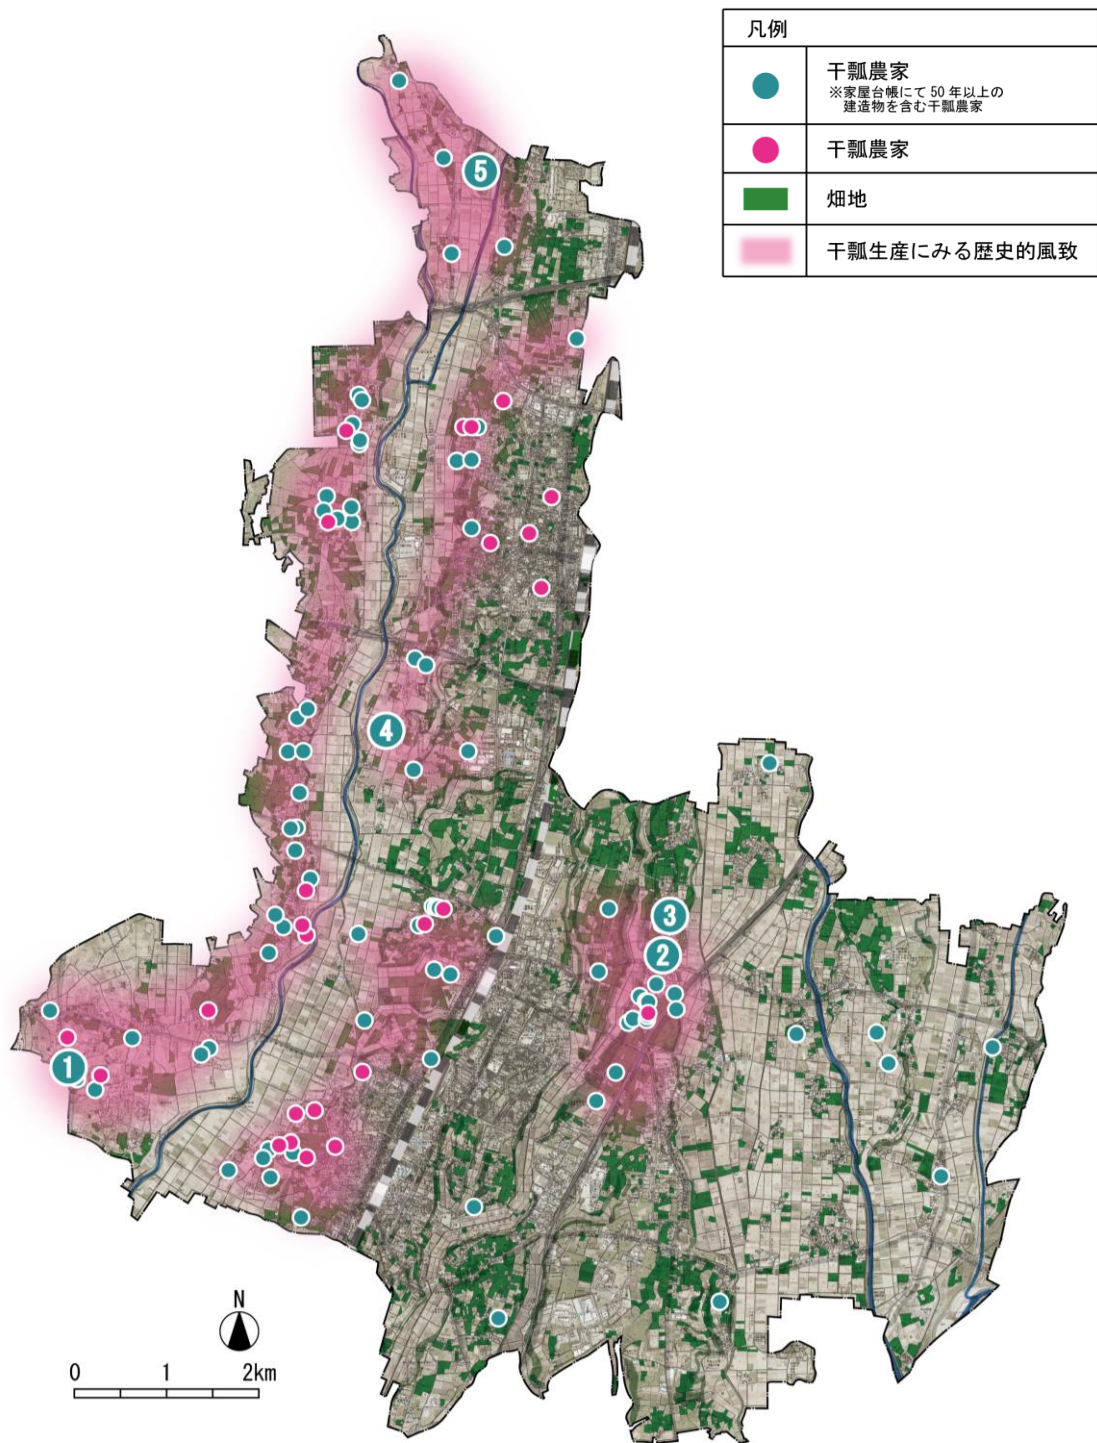 凡例
干瓢農家
※家屋台帳にて 50 年以上の
建造物を含む干瓢農家
干瓢農家
畑地
干瓢生産にみる歴史的風致
5
4
3
2
1
N
0 1 2km